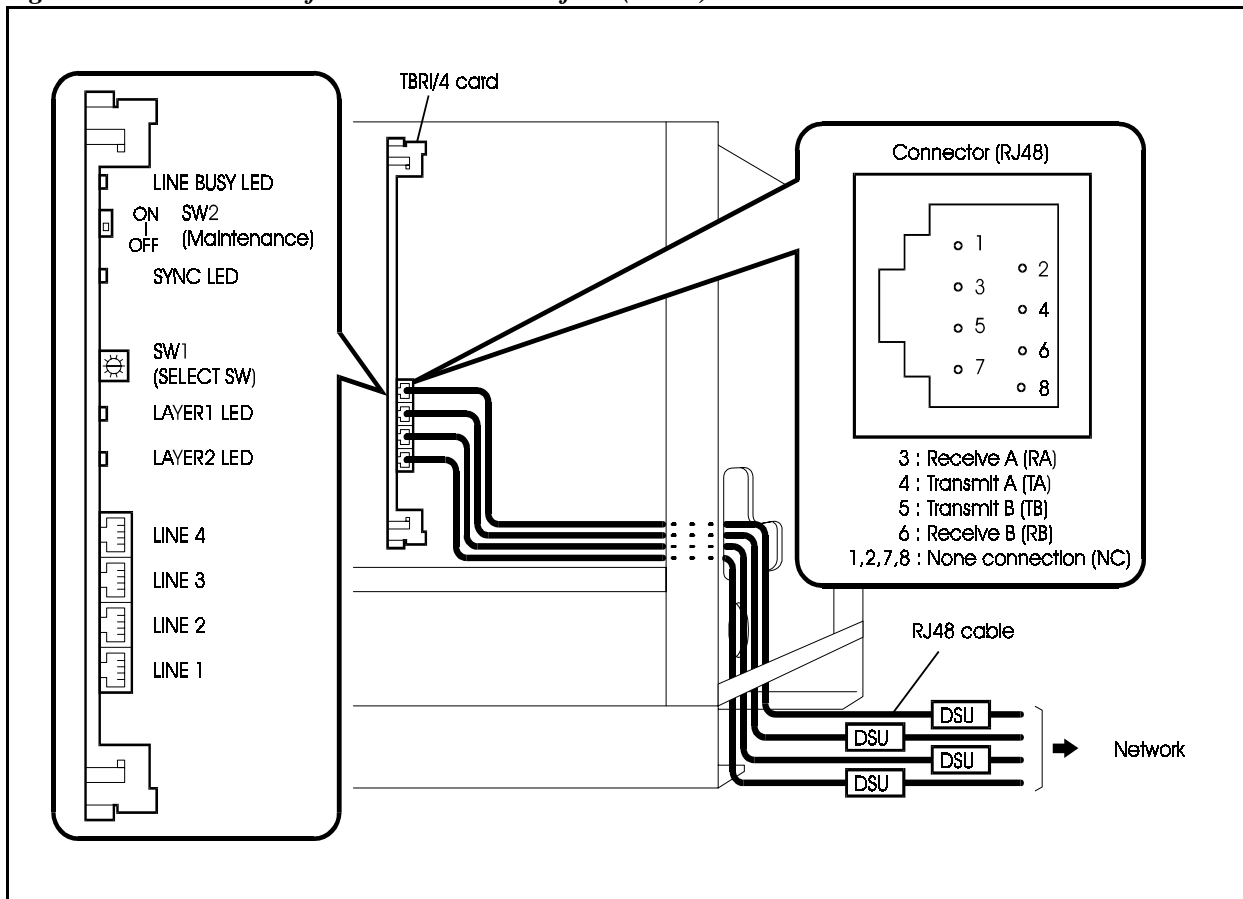 TBRI/4 card
LINE BUSY LED
ON
OFF
SW2
(Maintenance)
SYNC LED
SW1
(SELECT SW)
LAYER1 LED
LAYER2 LED
LINE 4
LINE 3
LINE 2
LINE 1
Connector (RJ48)
1
2
3
4
5
6
7
8
3 : Receive A (RA)
4 : Transmit A (TA)
5 : Transmit B (TB)
6 : Receive B (RB)
1,2,7,8 : None connection (NC)
RJ48 cable
DSU
DSU
DSU
DSU
Network